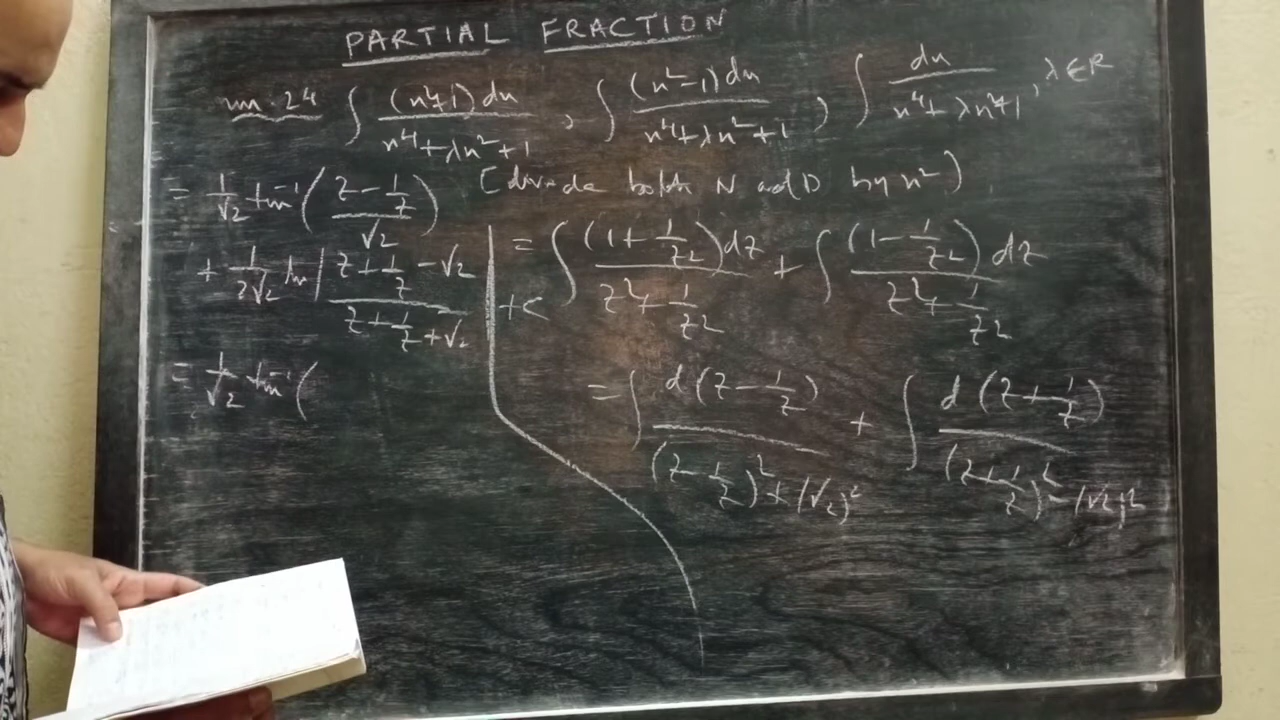 PARTIAL FRACTION
∫ (x²+1)dx / x⁴+λx²+1 , ∫ (x²-1)dx / x⁴+λx²+1 , ∫ dx / x⁴+λx²+1 , λ∈R
(divide both N and D by x²)
= ∫ (1+1/z²)dz / z²+1/z² + ∫ (1-1/z²)dz / z²+1/z²
= ∫ d(z-1/z) / (z-1/z)²+(√2)² + ∫ d(z+1/z) / (z+1/z)²-(√2)²
= 1/√2 tan⁻¹( z-1/z / √2 )
+ 1/2√2 ln | z+1/z-√2 / z+1/z+√2 | +c
= 1/√2 tan⁻¹(